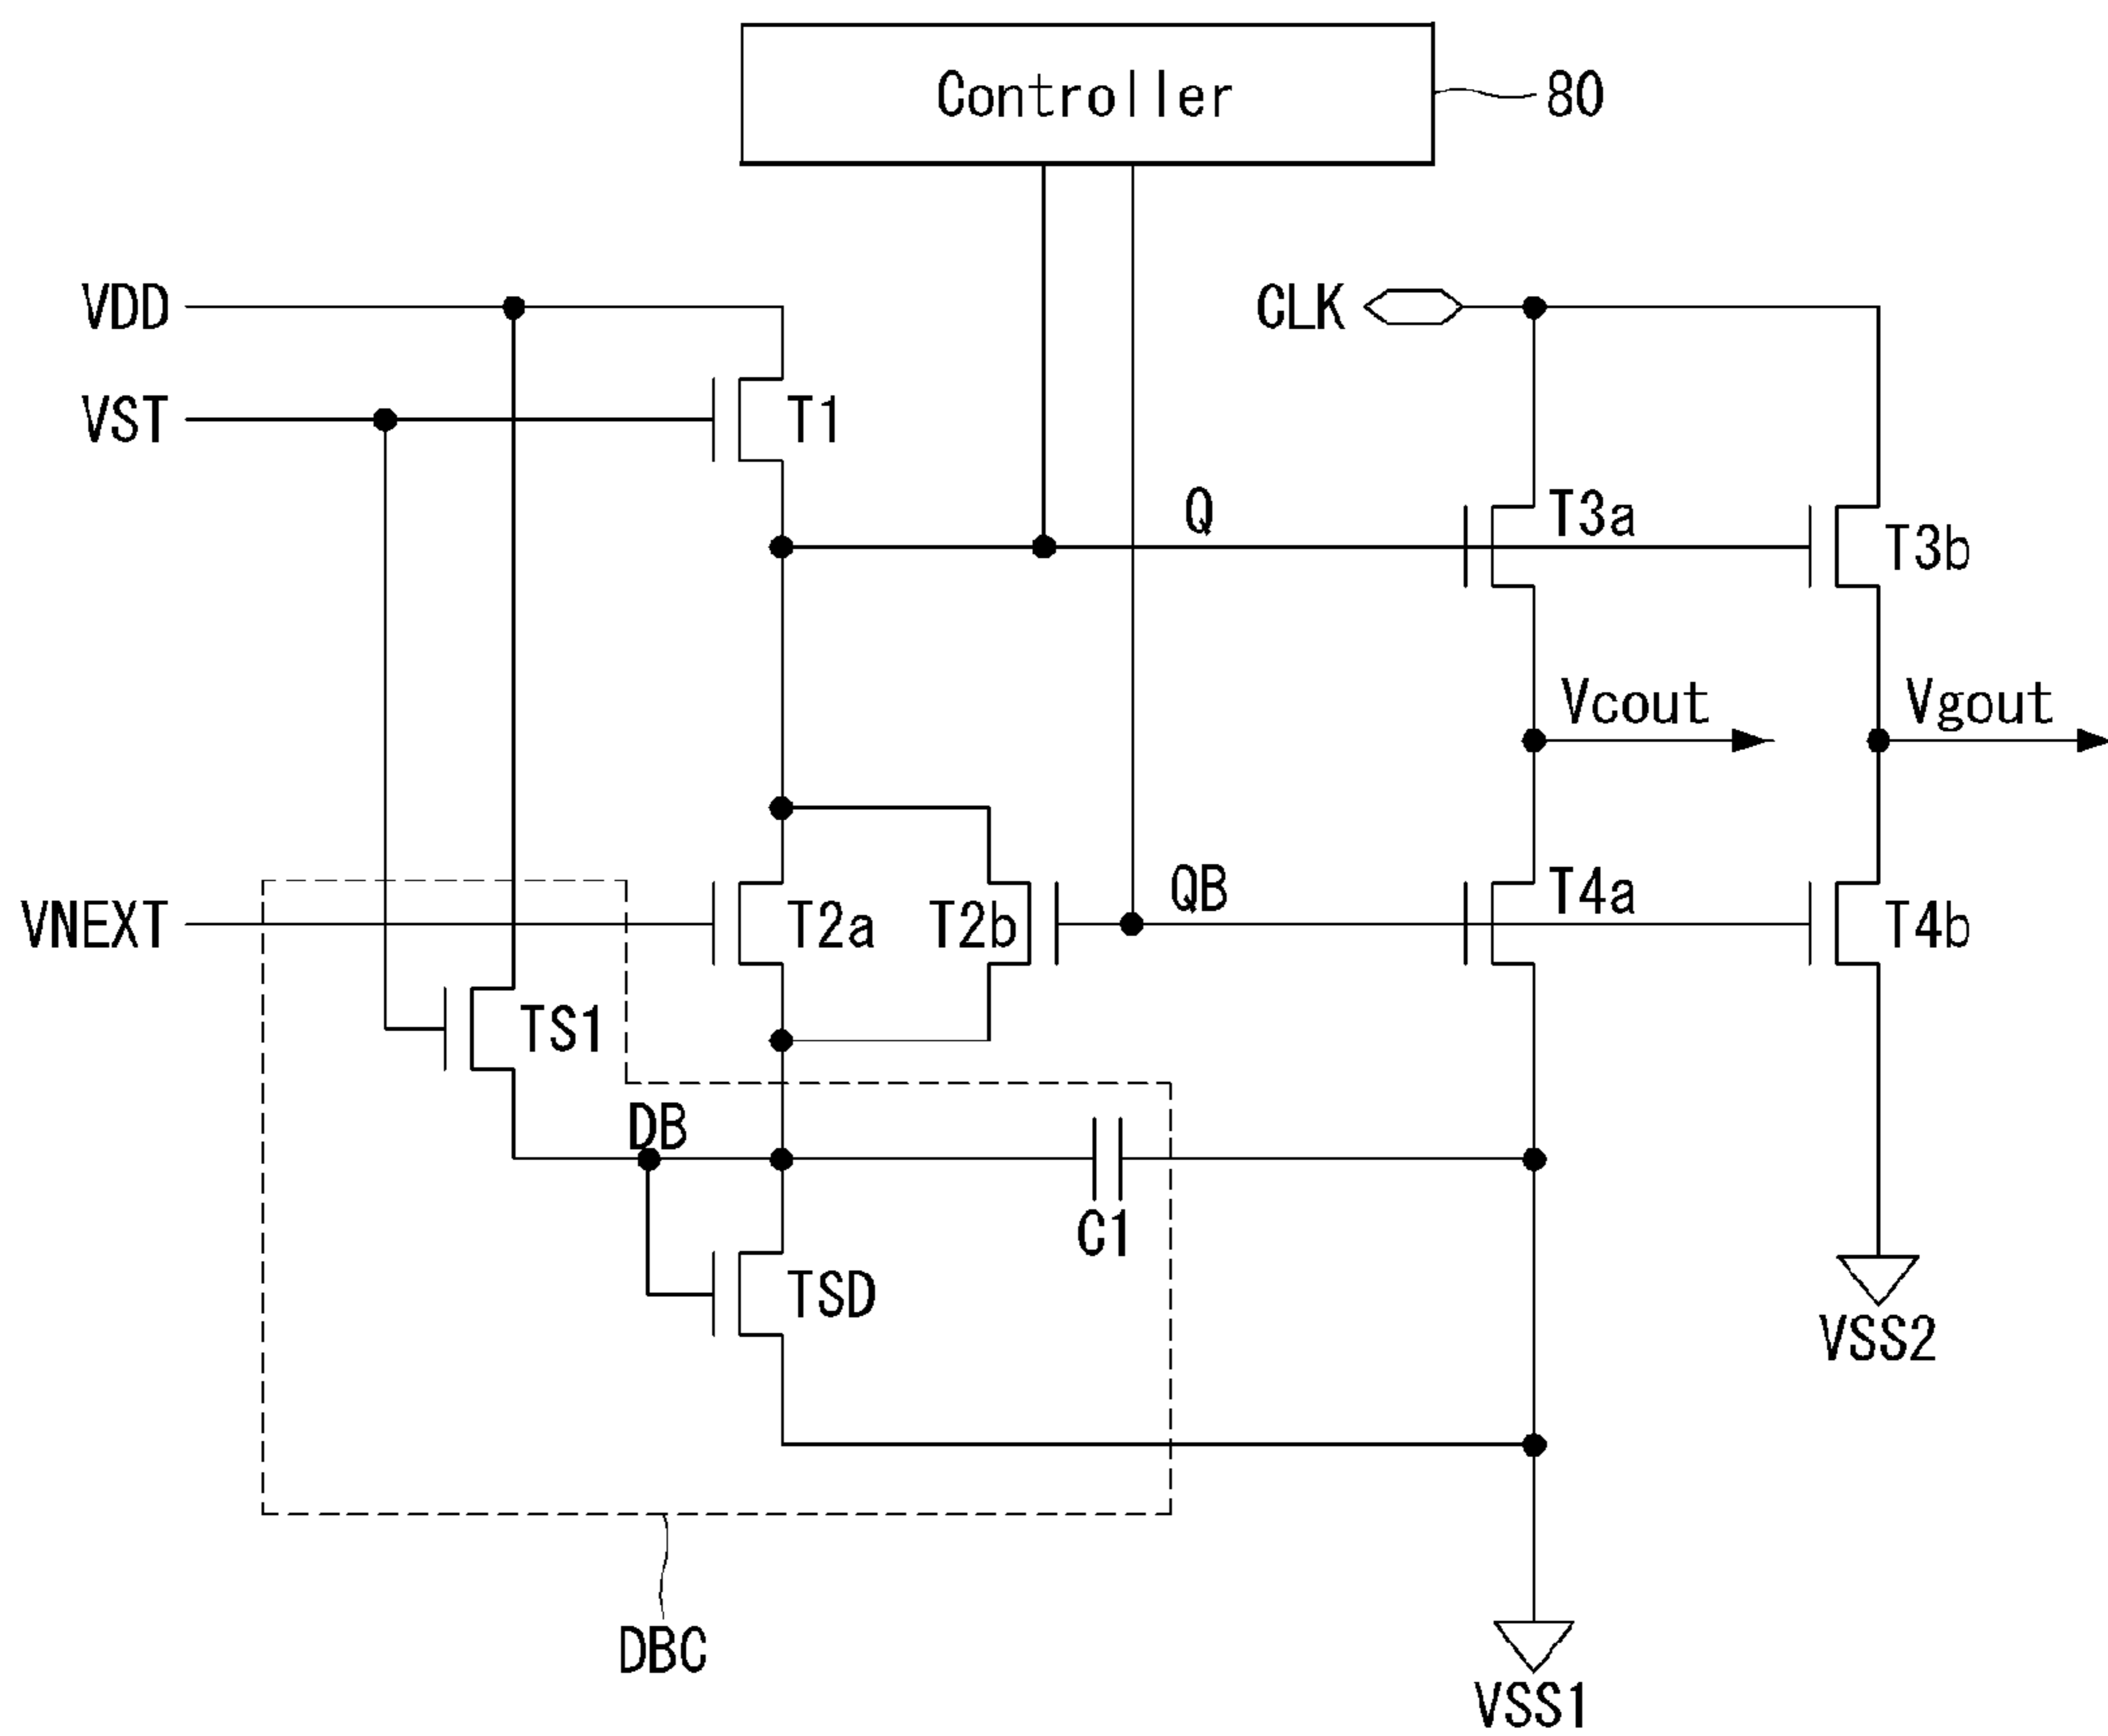 Controller
80
VDD
CLK
VST
T1
Q
T3a
T3b
Vcout
Vgout
VNEXT
T2a
T2b
QB
T4a
T4b
TS1
DB
C1
TSD
VSS2
DBC
VSS1